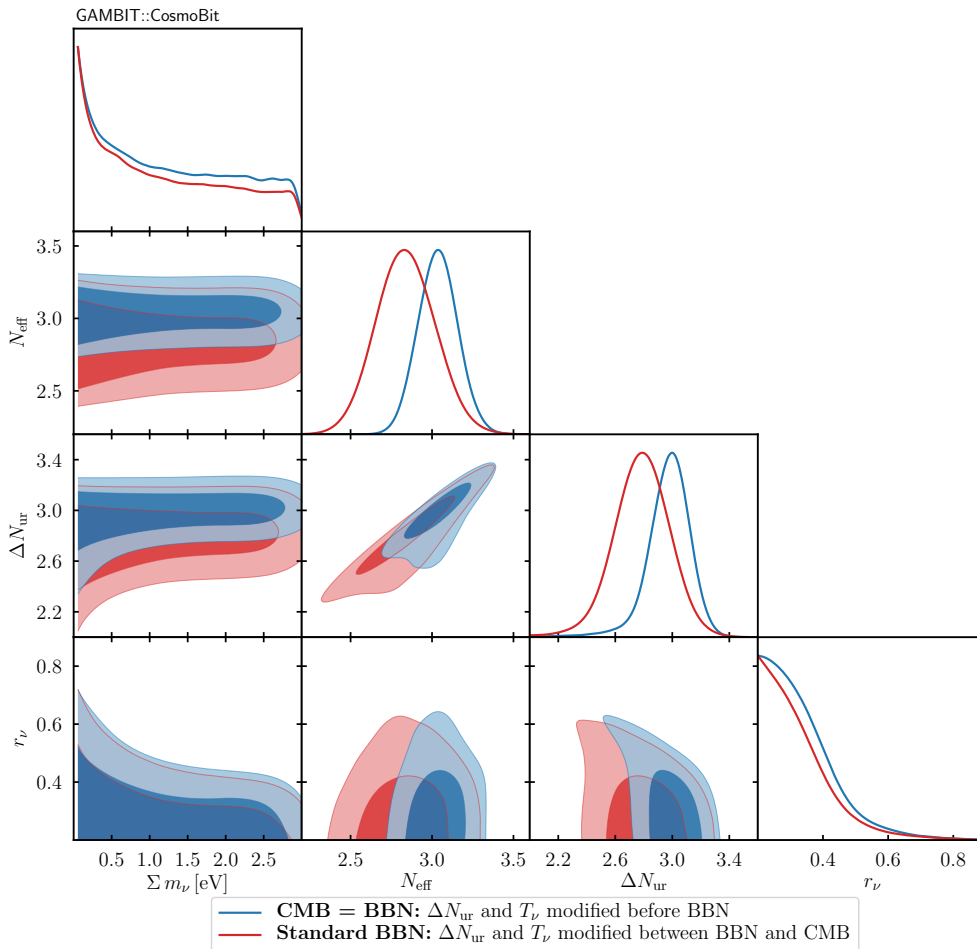 GAMBIT::CosmoBit
3.5
3.0
2.5
N_eff
3.4
3.0
2.6
2.2
ΔN_ur
0.8
0.6
0.4
r_ν
0.5 1.0 1.5 2.0 2.5
2.5 3.0 3.5
2.2 2.6 3.0 3.4
0.4 0.6 0.8
Σ m_ν [eV]
N_eff
ΔN_ur
r_ν
CMB = BBN: ΔN_ur and T_ν modified before BBN
Standard BBN: ΔN_ur and T_ν modified between BBN and CMB